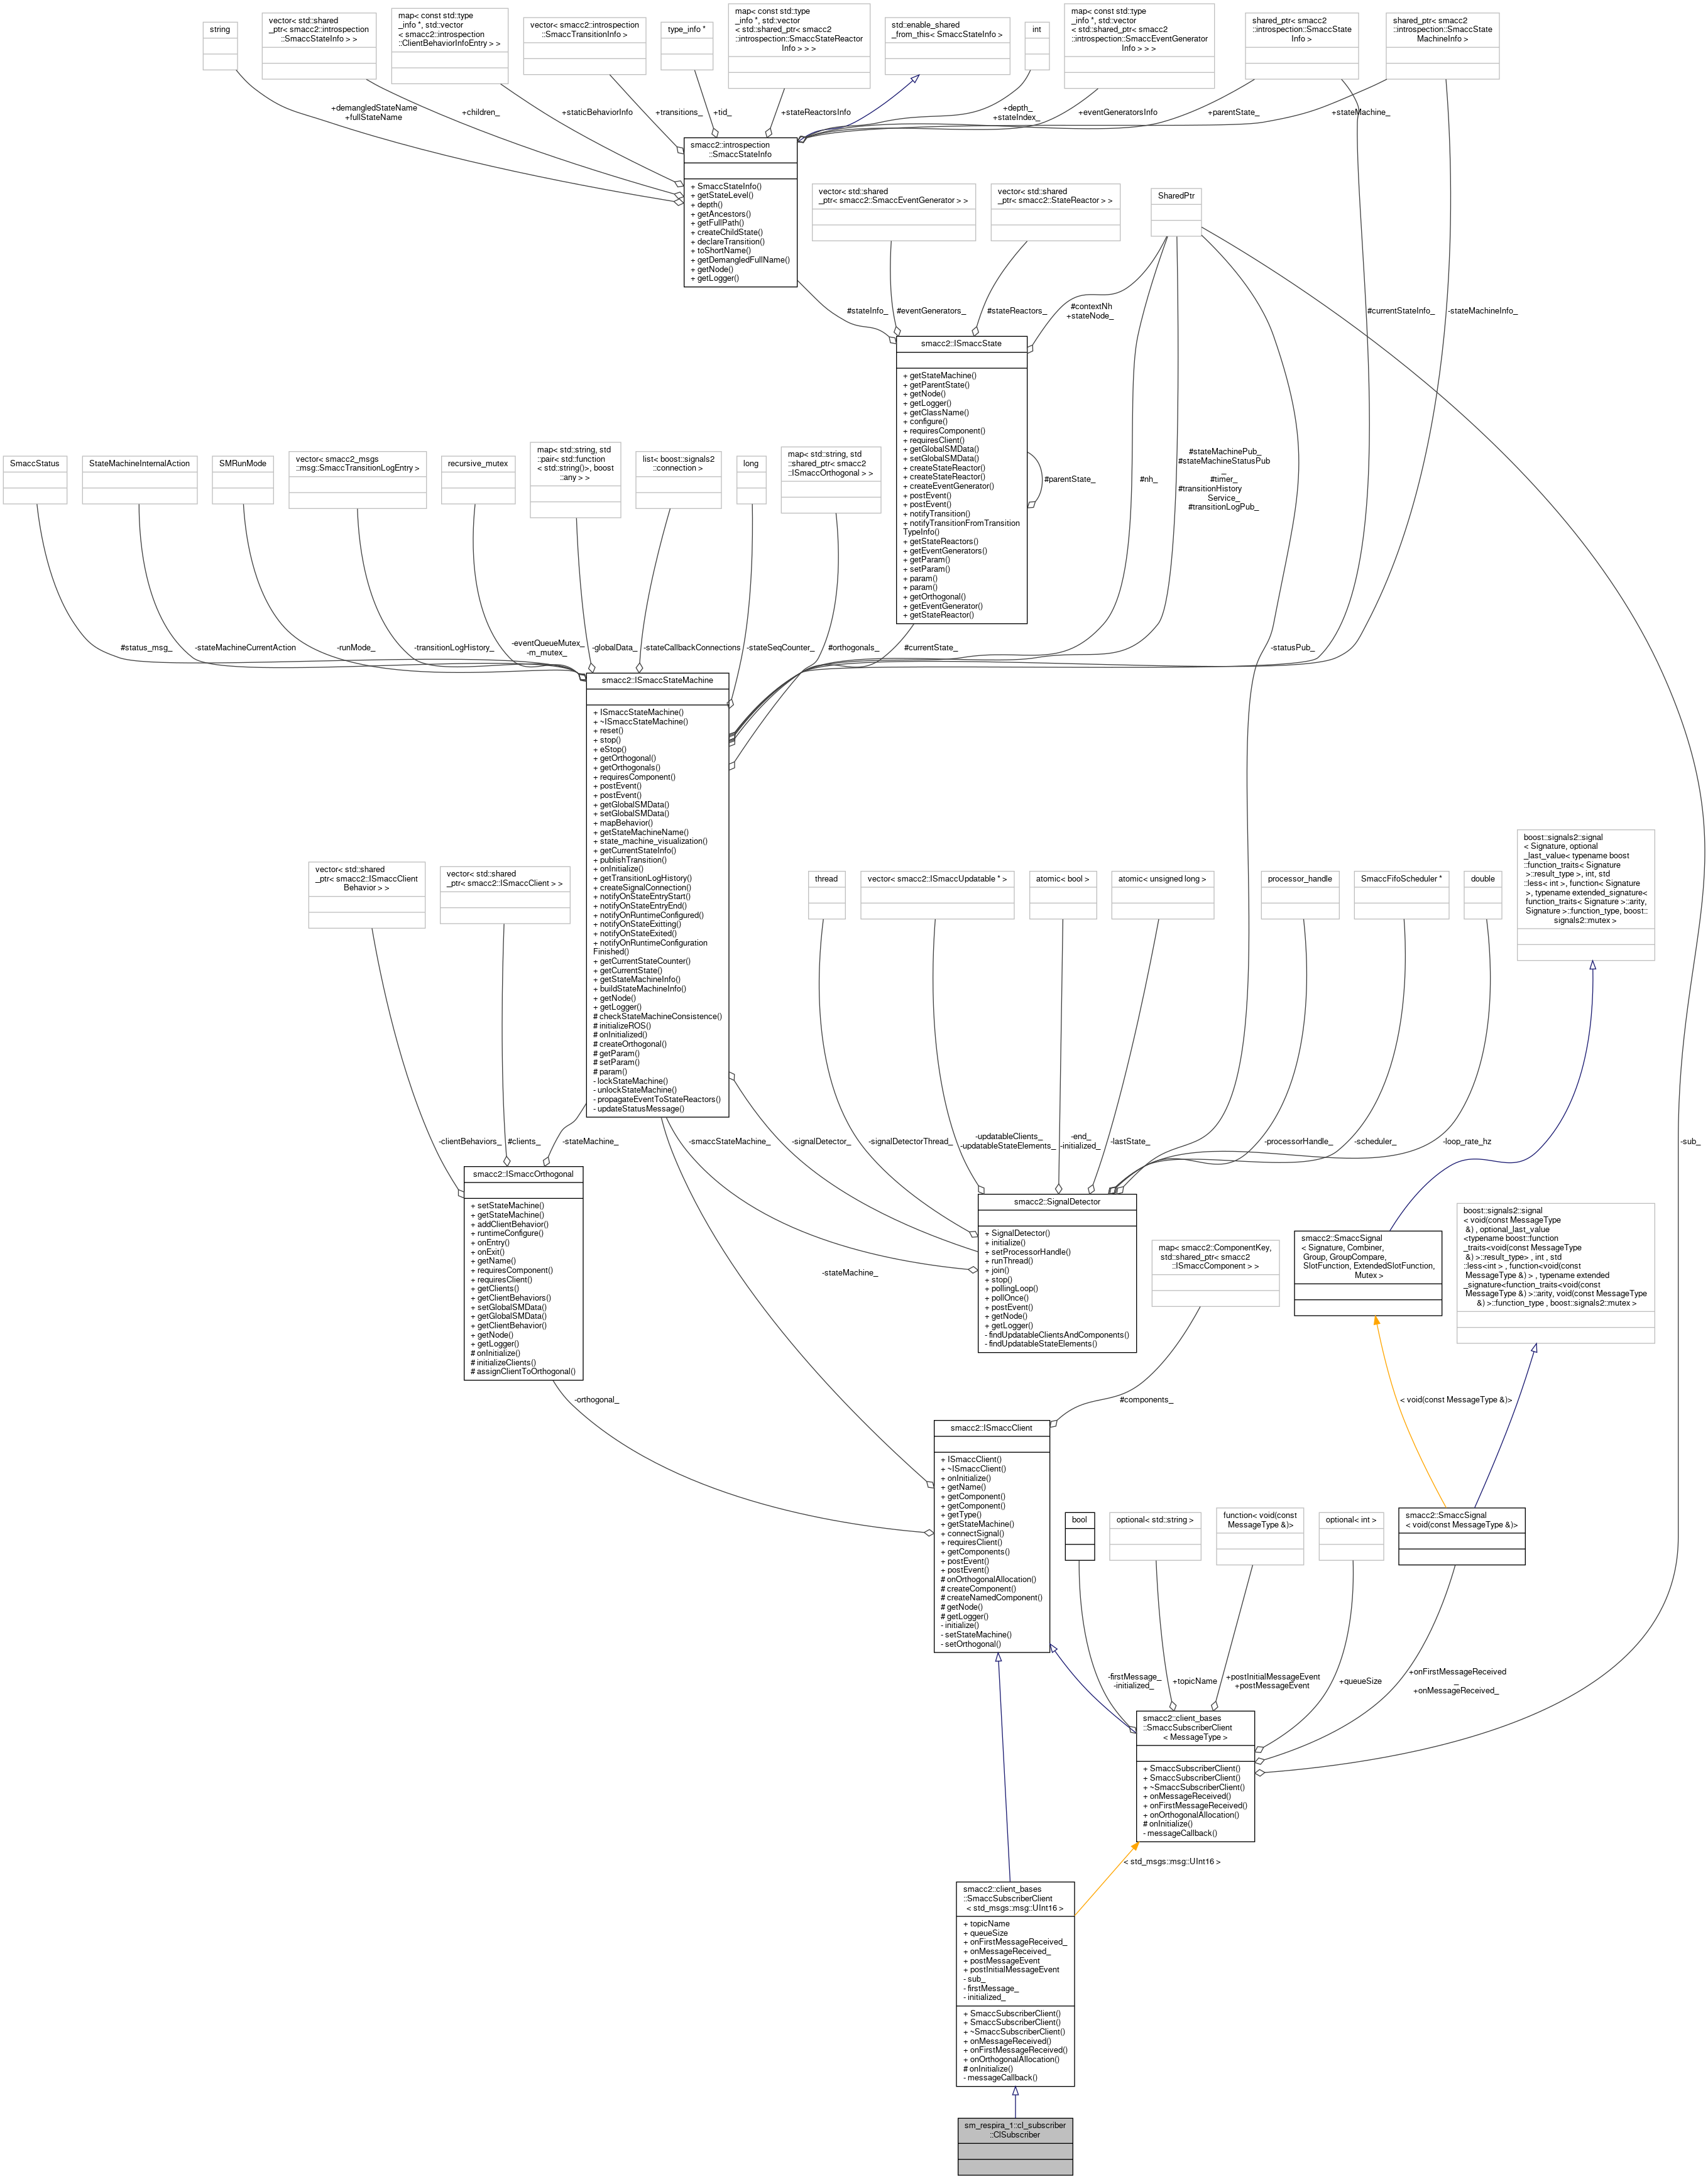 string
vector< std::shared
_ptr< smacc2::introspection
::SmaccStateInfo > >
map< const std::type
_info *, std::vector
< smacc2::introspection
::ClientBehaviorInfoEntry > >
vector< smacc2::introspection
::SmaccTransitionInfo >
type_info *
map< const std::type
_info *, std::vector
< std::shared_ptr< smacc2
::introspection::SmaccStateReactor
Info > > >
std::enable_shared
_from_this< SmaccStateInfo >
int
map< const std::type
_info *, std::vector
< std::shared_ptr< smacc2
::introspection::SmaccEventGenerator
Info > > >
shared_ptr< smacc2
::introspection::SmaccState
Info >
shared_ptr< smacc2
::introspection::SmaccState
MachineInfo >
+demangledStateName
+fullStateName
+children_
+staticBehaviorInfo
+transitions_
+tid_
+stateReactorsInfo
+depth_
+stateIndex_
+eventGeneratorsInfo
+parentState_
+stateMachine_
smacc2::introspection
::SmaccStateInfo
+ SmaccStateInfo()
+ getStateLevel()
+ depth()
+ getAncestors()
+ getFullPath()
+ createChildState()
+ declareTransition()
+ toShortName()
+ getDemangledFullName()
+ getNode()
+ getLogger()
vector< std::shared
_ptr< smacc2::SmaccEventGenerator > >
vector< std::shared
_ptr< smacc2::StateReactor > >
SharedPtr
#stateInfo_
#eventGenerators_
#stateReactors_
#contextNh
+stateNode_
#currentStateInfo_
-stateMachineInfo_
smacc2::ISmaccState
+ getStateMachine()
+ getParentState()
+ getNode()
+ getLogger()
+ getClassName()
+ configure()
+ requiresComponent()
+ requiresClient()
+ getGlobalSMData()
+ setGlobalSMData()
+ createStateReactor()
+ createStateReactor()
+ createEventGenerator()
+ postEvent()
+ postEvent()
+ notifyTransition()
+ notifyTransitionFromTransition
TypeInfo()
+ getStateReactors()
+ getEventGenerators()
+ getParam()
+ setParam()
+ param()
+ param()
+ getOrthogonal()
+ getEventGenerator()
+ getStateReactor()
#parentState_
#nh_
#stateMachinePub_
#stateMachineStatusPub
_
#timer_
#transitionHistory
Service_
#transitionLogPub_
SmaccStatus
StateMachineInternalAction
SMRunMode
vector< smacc2_msgs
::msg::SmaccTransitionLogEntry >
recursive_mutex
map< std::string, std
::pair< std::function
< std::string()>, boost
::any > >
list< boost::signals2
::connection >
long
map< std::string, std
::shared_ptr< smacc2
::ISmaccOrthogonal > >
#status_msg_
-stateMachineCurrentAction
-runMode_
-transitionLogHistory_
-eventQueueMutex_
-m_mutex_
-globalData_
-stateCallbackConnections
-stateSeqCounter_
#orthogonals_
#currentState_
-statusPub_
smacc2::ISmaccStateMachine
+ ISmaccStateMachine()
+ ~ISmaccStateMachine()
+ reset()
+ stop()
+ eStop()
+ getOrthogonal()
+ getOrthogonals()
+ requiresComponent()
+ postEvent()
+ postEvent()
+ getGlobalSMData()
+ setGlobalSMData()
+ mapBehavior()
+ getStateMachineName()
+ state_machine_visualization()
+ getCurrentStateInfo()
+ publishTransition()
+ onInitialize()
+ getTransitionLogHistory()
+ createSignalConnection()
+ notifyOnStateEntryStart()
+ notifyOnStateEntryEnd()
+ notifyOnRuntimeConfigured()
+ notifyOnStateExitting()
+ notifyOnStateExited()
+ notifyOnRuntimeConfiguration
Finished()
+ getCurrentStateCounter()
+ getCurrentState()
+ getStateMachineInfo()
+ buildStateMachineInfo()
+ getNode()
+ getLogger()
# checkStateMachineConsistence()
# initializeROS()
# onInitialized()
# createOrthogonal()
# getParam()
# setParam()
# param()
- lockStateMachine()
- unlockStateMachine()
- propagateEventToStateReactors()
- updateStatusMessage()
vector< std::shared
_ptr< smacc2::ISmaccClient
Behavior > >
vector< std::shared
_ptr< smacc2::ISmaccClient > >
thread
vector< smacc2::ISmaccUpdatable * >
atomic< bool >
atomic< unsigned long >
processor_handle
SmaccFifoScheduler *
double
boost::signals2::signal
< Signature, optional
_last_value< typename boost
::function_traits< Signature
>::result_type >, int, std
::less< int >, function< Signature
>, typename extended_signature<
function_traits< Signature >::arity,
Signature >::function_type, boost::
signals2::mutex >
-clientBehaviors_
#clients_
-stateMachine_
-smaccStateMachine_
-signalDetector_
-signalDetectorThread_
-updatableClients_
-updatableStateElements_
-end_
-initialized_
-lastState_
-processorHandle_
-scheduler_
-loop_rate_hz
-sub_
smacc2::ISmaccOrthogonal
+ setStateMachine()
+ getStateMachine()
+ addClientBehavior()
+ runtimeConfigure()
+ onEntry()
+ onExit()
+ getName()
+ requiresComponent()
+ requiresClient()
+ getClients()
+ getClientBehaviors()
+ setGlobalSMData()
+ getGlobalSMData()
+ getClientBehavior()
+ getNode()
+ getLogger()
# onInitialize()
# initializeClients()
# assignClientToOrthogonal()
smacc2::SignalDetector
+ SignalDetector()
+ initialize()
+ setProcessorHandle()
+ runThread()
+ join()
+ stop()
+ pollingLoop()
+ pollOnce()
+ postEvent()
+ getNode()
+ getLogger()
- findUpdatableClientsAndComponents()
- findUpdatableStateElements()
map< smacc2::ComponentKey,
std::shared_ptr< smacc2
::ISmaccComponent > >
smacc2::SmaccSignal
< Signature, Combiner,
Group, GroupCompare,
SlotFunction, ExtendedSlotFunction,
Mutex >
boost::signals2::signal
< void(const MessageType
&) , optional_last_value
<typename boost::function
_traits<void(const MessageType
&) >::result_type> , int , std
::less<int > , function<void(const
MessageType &) > , typename extended
_signature<function_traits<void(const
MessageType &) >::arity, void(const MessageType
&) >::function_type , boost::signals2::mutex >
-stateMachine_
-orthogonal_
#components_
< void(const MessageType &)>
smacc2::ISmaccClient
+ ISmaccClient()
+ ~ISmaccClient()
+ onInitialize()
+ getName()
+ getComponent()
+ getComponent()
+ getType()
+ getStateMachine()
+ connectSignal()
+ requiresClient()
+ getComponents()
+ postEvent()
+ postEvent()
# onOrthogonalAllocation()
# createComponent()
# createNamedComponent()
# getNode()
# getLogger()
- initialize()
- setStateMachine()
- setOrthogonal()
bool
optional< std::string >
function< void(const
MessageType &)>
optional< int >
smacc2::SmaccSignal
< void(const MessageType &)>
-firstMessage_
-initialized_
+topicName
+postInitialMessageEvent
+postMessageEvent
+queueSize
+onFirstMessageReceived
_
+onMessageReceived_
smacc2::client_bases
::SmaccSubscriberClient
< MessageType >
+ SmaccSubscriberClient()
+ SmaccSubscriberClient()
+ ~SmaccSubscriberClient()
+ onMessageReceived()
+ onFirstMessageReceived()
+ onOrthogonalAllocation()
# onInitialize()
- messageCallback()
< std_msgs::msg::UInt16 >
smacc2::client_bases
::SmaccSubscriberClient
< std_msgs::msg::UInt16 >
+ topicName
+ queueSize
+ onFirstMessageReceived_
+ onMessageReceived_
+ postMessageEvent
+ postInitialMessageEvent
- sub_
- firstMessage_
- initialized_
+ SmaccSubscriberClient()
+ SmaccSubscriberClient()
+ ~SmaccSubscriberClient()
+ onMessageReceived()
+ onFirstMessageReceived()
+ onOrthogonalAllocation()
# onInitialize()
- messageCallback()
sm_respira_1::cl_subscriber
::ClSubscriber